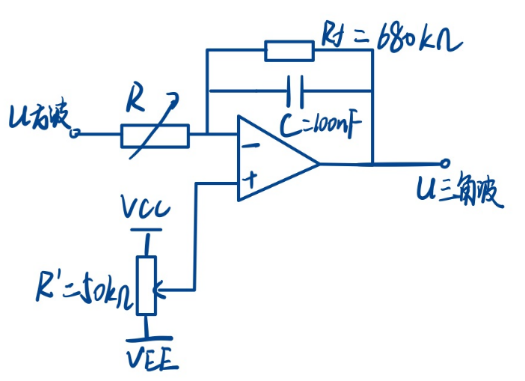 Rf = 680kΩ
R
U方波
C=100nF
−
+
U三角波
VCC
R'=50kΩ
VEE